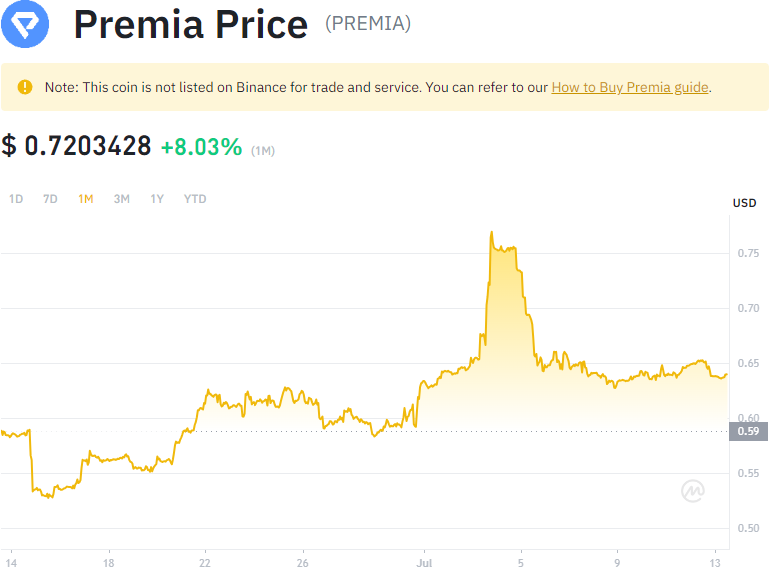 Premia Price (PREMIA)
Note: This coin is not listed on Binance for trade and service. You can refer to our How to Buy Premia guide.
$ 0.7203428 +8.03% (1M)
1D 7D 1M 3M 1Y YTD
USD
0.75
0.70
0.65
0.60
0.59
0.55
0.50
14 18 22 26 Jul 5 9 13